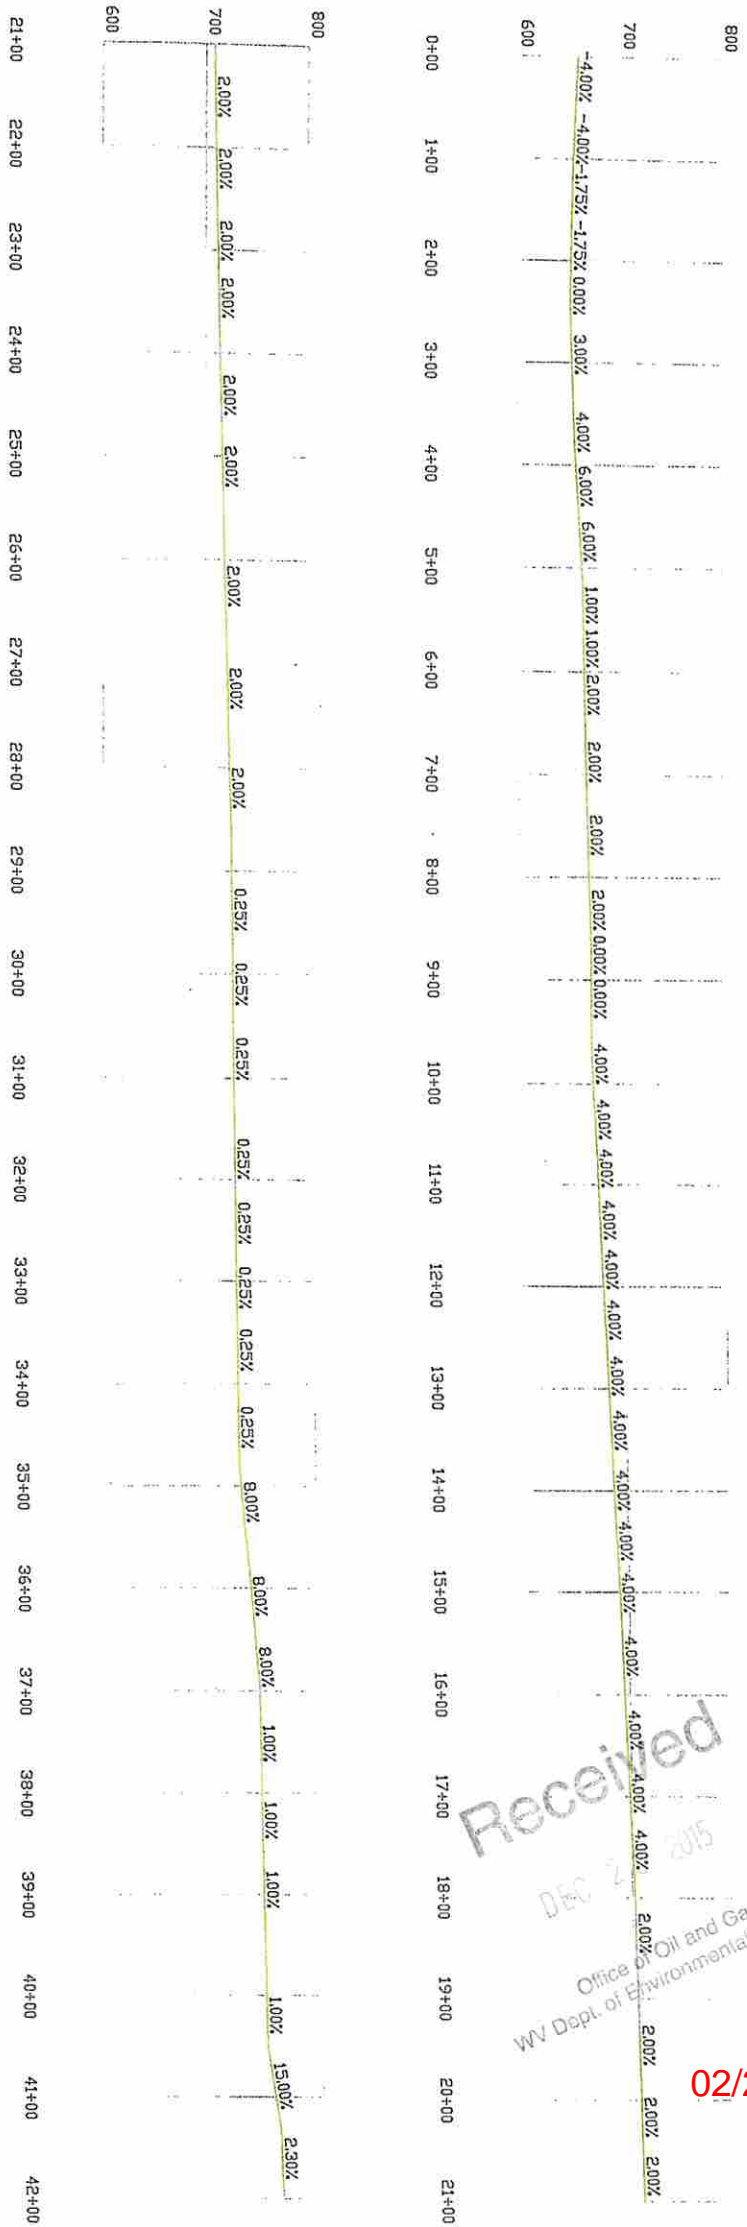 800
700
600
-4.00% -4.00% -1.75% -1.75% 0.00% 3.00% 4.00% 6.00% 6.00% 1.00% 1.00% 2.00% 2.00% 2.00% 2.00% 0.00% 0.00% 4.00% 4.00% 4.00% 4.00% 4.00% 4.00% 4.00% 4.00% 4.00% 4.00% 4.00% 4.00% 4.00% 4.00% 4.00% 2.00% 2.00% 2.00% 2.00%
0+00 1+00 2+00 3+00 4+00 5+00 6+00 7+00 8+00 9+00 10+00 11+00 12+00 13+00 14+00 15+00 16+00 17+00 18+00 19+00 20+00 21+00
800
700
600
2.00% 2.00% 2.00% 2.00% 2.00% 2.00% 2.00% 2.00% 2.00% 0.25% 0.25% 0.25% 0.25% 0.25% 0.25% 0.25% 0.25% 8.00% 8.00% 8.00% 1.00% 1.00% 1.00% 1.00% 15.00% 2.30%
21+00 22+00 23+00 24+00 25+00 26+00 27+00 28+00 29+00 30+00 31+00 32+00 33+00 34+00 35+00 36+00 37+00 38+00 39+00 40+00 41+00 42+00
Received
DEC 2 2015
Office of Oil and Ga
WV Dept. of Environmental
02/2